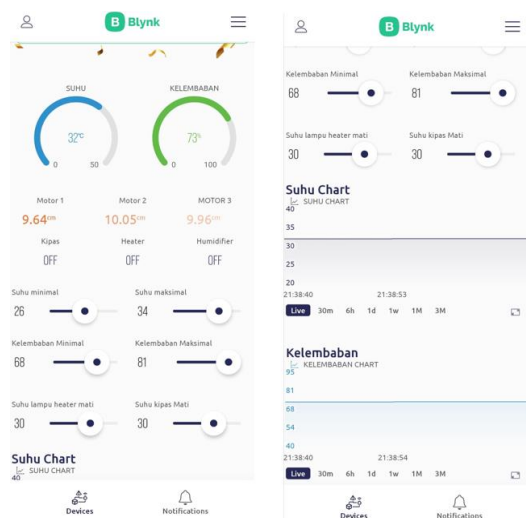 B Blynk
SUHU KELEMBABAN
32°C 73%
0 50 0 100
Motor 1 Motor 2 MOTOR 3
9.64cm 10.05cm 9.96cm
Kipas Heater Humidifier
OFF OFF OFF
Suhu minimal Suhu maksimal
26 34
Kelembaban Minimal Kelembaban Maksimal
68 81
Suhu lampu heater mati Suhu kipas Mati
30 30
Suhu Chart
SUHU CHART
40
Devices Notifications
B Blynk
Kelembaban Minimal Kelembaban Maksimal
68 81
Suhu lampu heater mati Suhu kipas Mati
30 30
Suhu Chart
SUHU CHART
40
35
30
25
20
21:38:40 21:38:53
Live 30m 6h 1d 1w 1M 3M
Kelembaban
KELEMBABAN CHART
95
81
68
54
40
21:38:40 21:38:54
Live 30m 6h 1d 1w 1M 3M
Devices Notifications